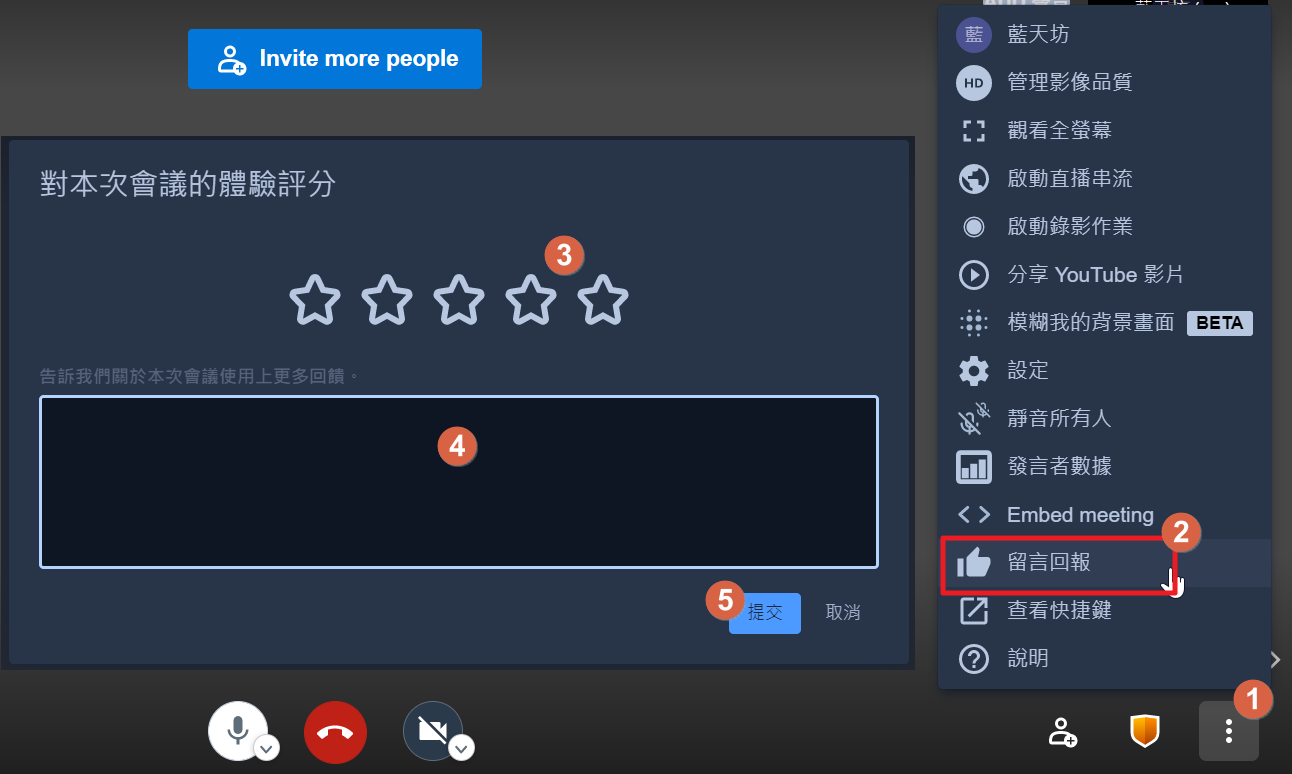 藍天坊
Invite more people
藍 藍天坊
HD 管理影像品質
觀看全螢幕
啟動直播串流
啟動錄影作業
分享 YouTube 影片
模糊我的背景畫面 BETA
設定
靜音所有人
發言者數據
Embed meeting
留言回報
查看快捷鍵
說明
對本次會議的體驗評分
3
告訴我們關於本次會議使用上更多回饋。
4
5
提交
取消
2
1